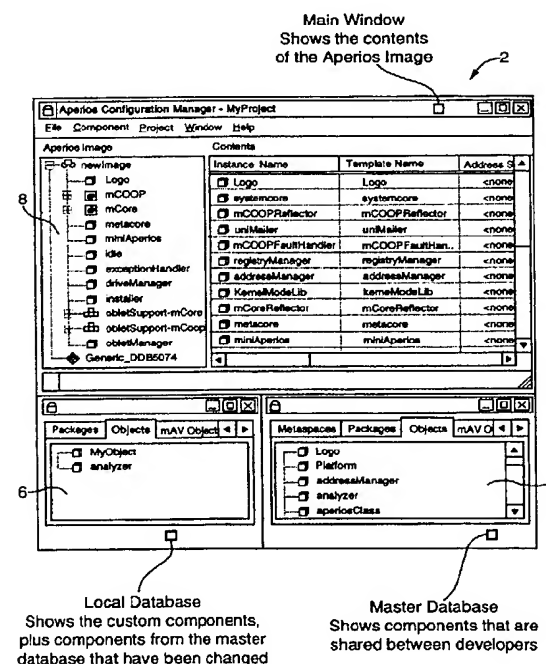 Main Window
Shows the contents
of the Aperios Image
2
Aperios Configuration Manager - MyProject
File Component Project Window Help
Aperios Image
Contents
8
newImage
Logo
mCOOP
mCore
metacore
miniAperios
idle
exceptionHandler
driveManager
installer
obletSupport-mCore
obletSupport-mCoop
obletManager
Generic_DDB5074
Instance Name Template Name Address S
Logo Logo <none
systemcore systemcore <none
mCOOPReflector mCOOPReflector <none
uniMailer uniMailer <none
mCOOPFaultHandler mCOOPFaultHan.. <none
registryManager registryManager <none
addressManager addressManager <none
KernelModeLib kernelModeLib <none
mCoreReflector mCoreReflector <none
metacore metacore <none
miniAperios miniAperios <none
Packages Objects mAV Object
MyObject
analyzer
6
Metaspaces Packages Objects mAV O
Logo
Platform
addressManager
analyzer
aperiosClass
Local Database
Shows the custom components,
plus components from the master
database that have been changed
Master Database
Shows components that are
shared between developers